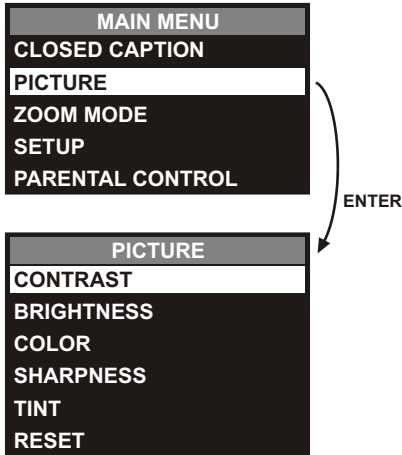 MAIN MENU
CLOSED CAPTION
PICTURE
ZOOM MODE
SETUP
PARENTAL CONTROL
ENTER
PICTURE
CONTRAST
BRIGHTNESS
COLOR
SHARPNESS
TINT
RESET